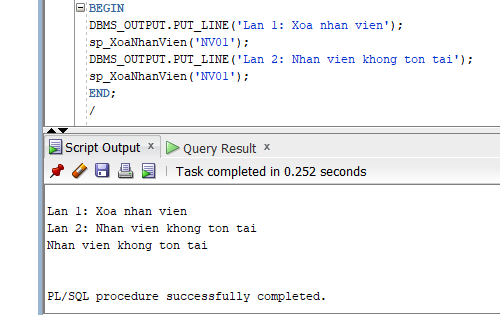 BEGIN
DBMS_OUTPUT.PUT_LINE('Lan 1: Xoa nhan vien');
sp_XoaNhanVien('NV01');
DBMS_OUTPUT.PUT_LINE('Lan 2: Nhan vien khong ton tai');
sp_XoaNhanVien('NV01');
END;
/
Script Output x Query Result x
Task completed in 0.252 seconds
Lan 1: Xoa nhan vien
Lan 2: Nhan vien khong ton tai
Nhan vien khong ton tai
PL/SQL procedure successfully completed.